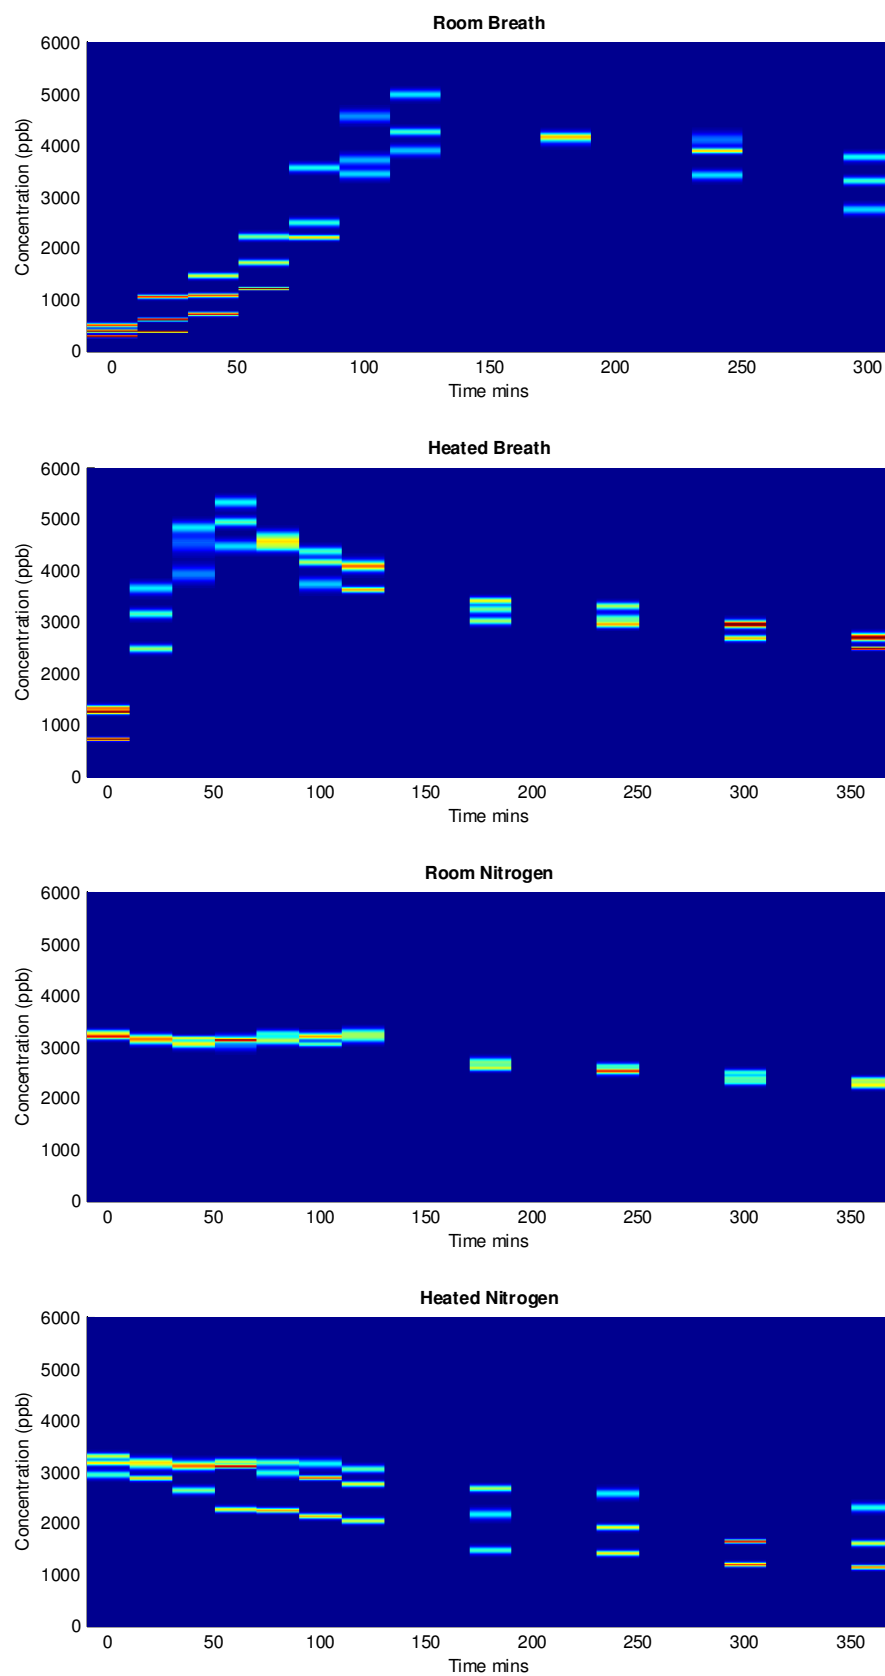 Room Breath
6000
5000
4000
3000
2000
1000
0
Concentration (ppb)
0 50 100 150 200 250 300
Time mins
Heated Breath
6000
5000
4000
3000
2000
1000
0
Concentration (ppb)
0 50 100 150 200 250 300 350
Time mins
Room Nitrogen
6000
5000
4000
3000
2000
1000
0
Concentration (ppb)
0 50 100 150 200 250 300 350
Time mins
Heated Nitrogen
6000
5000
4000
3000
2000
1000
0
Concentration (ppb)
0 50 100 150 200 250 300 350
Time mins